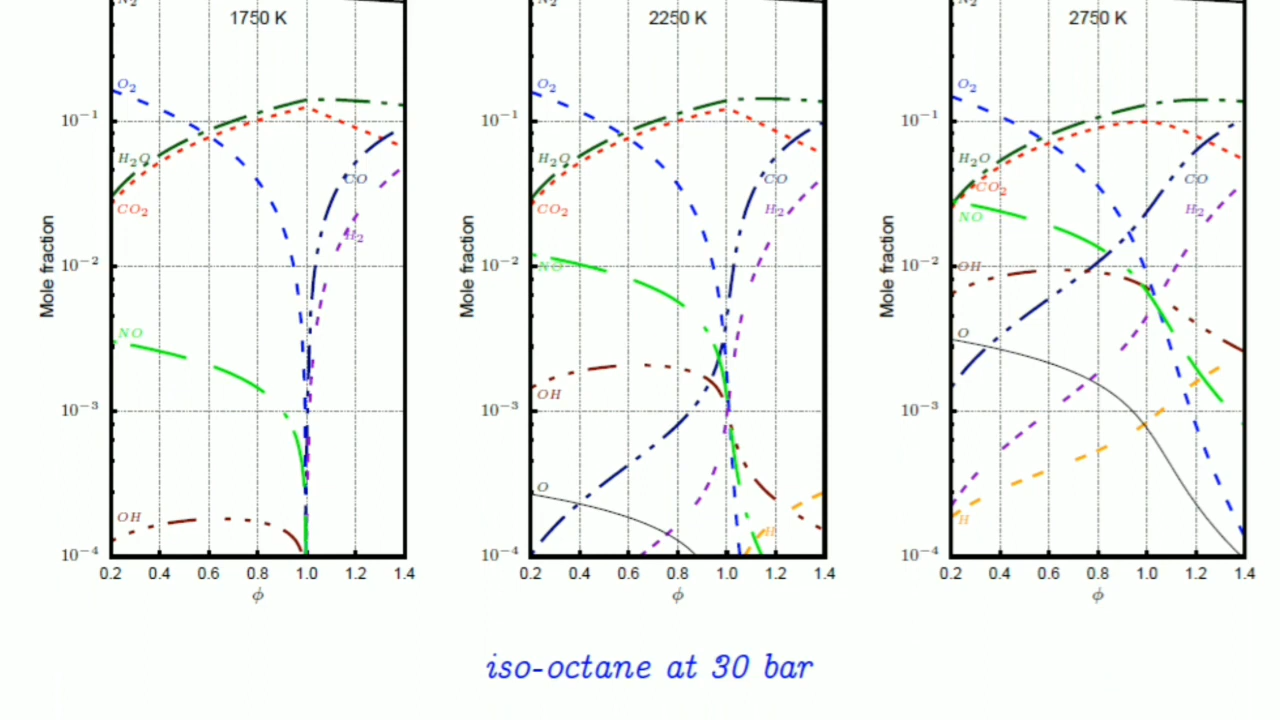 N₂
1750 K
O₂
10⁻¹
H₂O
CO
CO₂
H₂
10⁻²
NO
10⁻³
OH
10⁻⁴
0.2 0.4 0.6 0.8 1.0 1.2 1.4
ϕ
Mole fraction
N₂
2250 K
O₂
10⁻¹
H₂O
CO
CO₂
H₂
10⁻²
NO
10⁻³
OH
O
H
10⁻⁴
0.2 0.4 0.6 0.8 1.0 1.2 1.4
ϕ
Mole fraction
N₂
2750 K
O₂
10⁻¹
H₂O
CO
CO₂
H₂
NO
10⁻²
OH
O
10⁻³
H
10⁻⁴
0.2 0.4 0.6 0.8 1.0 1.2 1.4
ϕ
Mole fraction
iso-octane at 30 bar